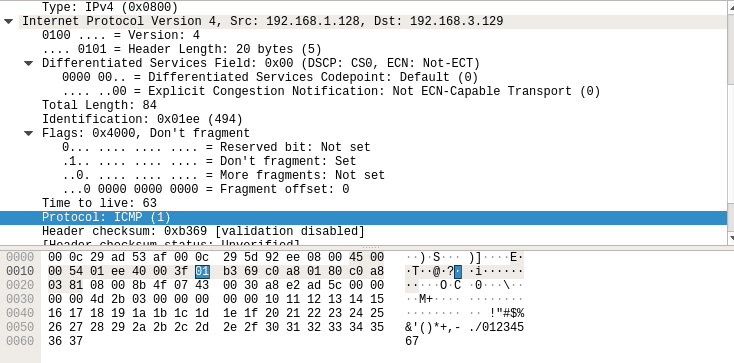 Type: IPv4 (0x0800)
Internet Protocol Version 4, Src: 192.168.1.128, Dst: 192.168.3.129
0100 .... = Version: 4
.... 0101 = Header Length: 20 bytes (5)
Differentiated Services Field: 0x00 (DSCP: CS0, ECN: Not-ECT)
0000 00.. = Differentiated Services Codepoint: Default (0)
.... ..00 = Explicit Congestion Notification: Not ECN-Capable Transport (0)
Total Length: 84
Identification: 0x01ee (494)
Flags: 0x4000, Don't fragment
0... .... .... .... = Reserved bit: Not set
.1.. .... .... .... = Don't fragment: Set
..0. .... .... .... = More fragments: Not set
...0 0000 0000 0000 = Fragment offset: 0
Time to live: 63
Protocol: ICMP (1)
Header checksum: 0xb369 [validation disabled]
[Header checksum status: Unverified]
0000 00 0c 29 ad 53 af 00 0c 29 5d 92 ee 08 00 45 00 ··)·S··· )]····E·
0010 00 54 01 ee 40 00 3f 01 b3 69 c0 a8 01 80 c0 a8 ·T··@·?· ·i······
0020 03 81 08 00 8b 4f 07 43 00 30 a8 e2 ad 5c 00 00 ·····O·C ·0···\··
0030 00 00 4d 2b 03 00 00 00 00 00 10 11 12 13 14 15 ··M+···· ········
0040 16 17 18 19 1a 1b 1c 1d 1e 1f 20 21 22 23 24 25 ········ ·· !"#$%
0050 26 27 28 29 2a 2b 2c 2d 2e 2f 30 31 32 33 34 35 &'()*+,- ./012345
0060 36 37 67